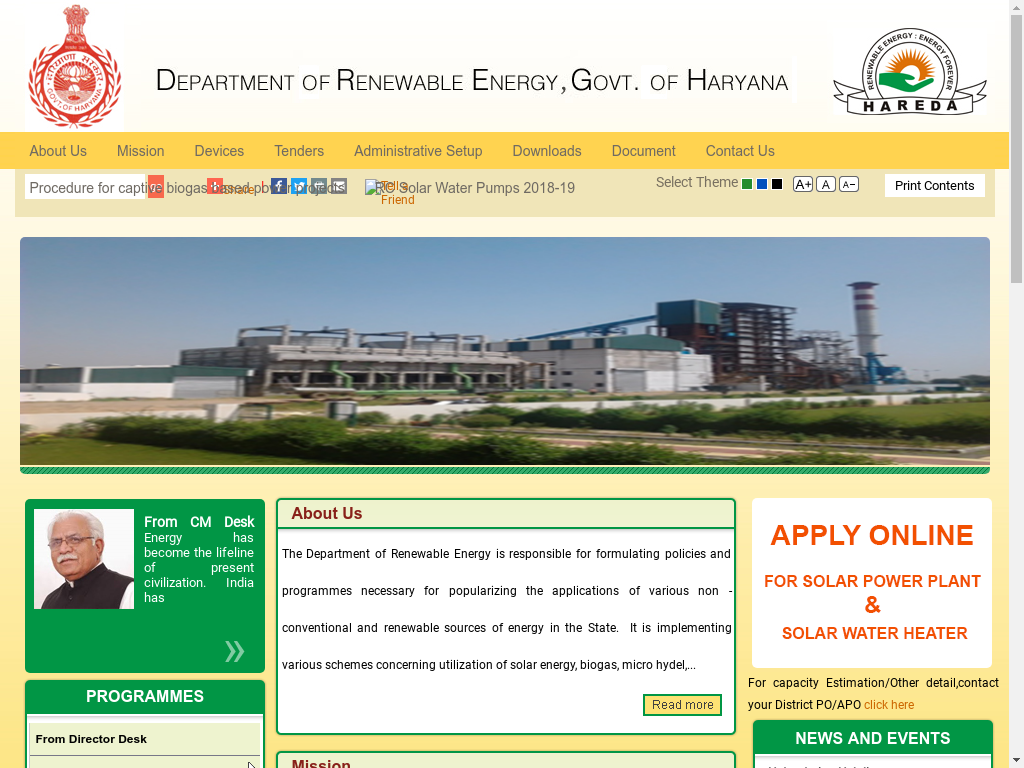 DEPARTMENT OF RENEWABLE ENERGY, GOVT. OF HARYANA
GOVT. OF HARYANA
RENEWABLE ENERGY : ENERGY FOREVER
HAREDA
About Us Mission Devices Tenders Administrative Setup Downloads Document Contact Us
Procedure for captive biogas based power projects
Share
Tell a
Friend
RC Solar Water Pumps 2018-19
Select Theme A+ A A− Print Contents
From CM Desk
Energy has
become the lifeline
of present
civilization. India
has
PROGRAMMES
From Director Desk
About Us
The Department of Renewable Energy is responsible for formulating policies and
programmes necessary for popularizing the applications of various non -
conventional and renewable sources of energy in the State. It is implementing
various schemes concerning utilization of solar energy, biogas, micro hydel,...
Read more
Mission
APPLY ONLINE
FOR SOLAR POWER PLANT
&
SOLAR WATER HEATER
For capacity Estimation/Other detail,contact
your District PO/APO click here
NEWS AND EVENTS